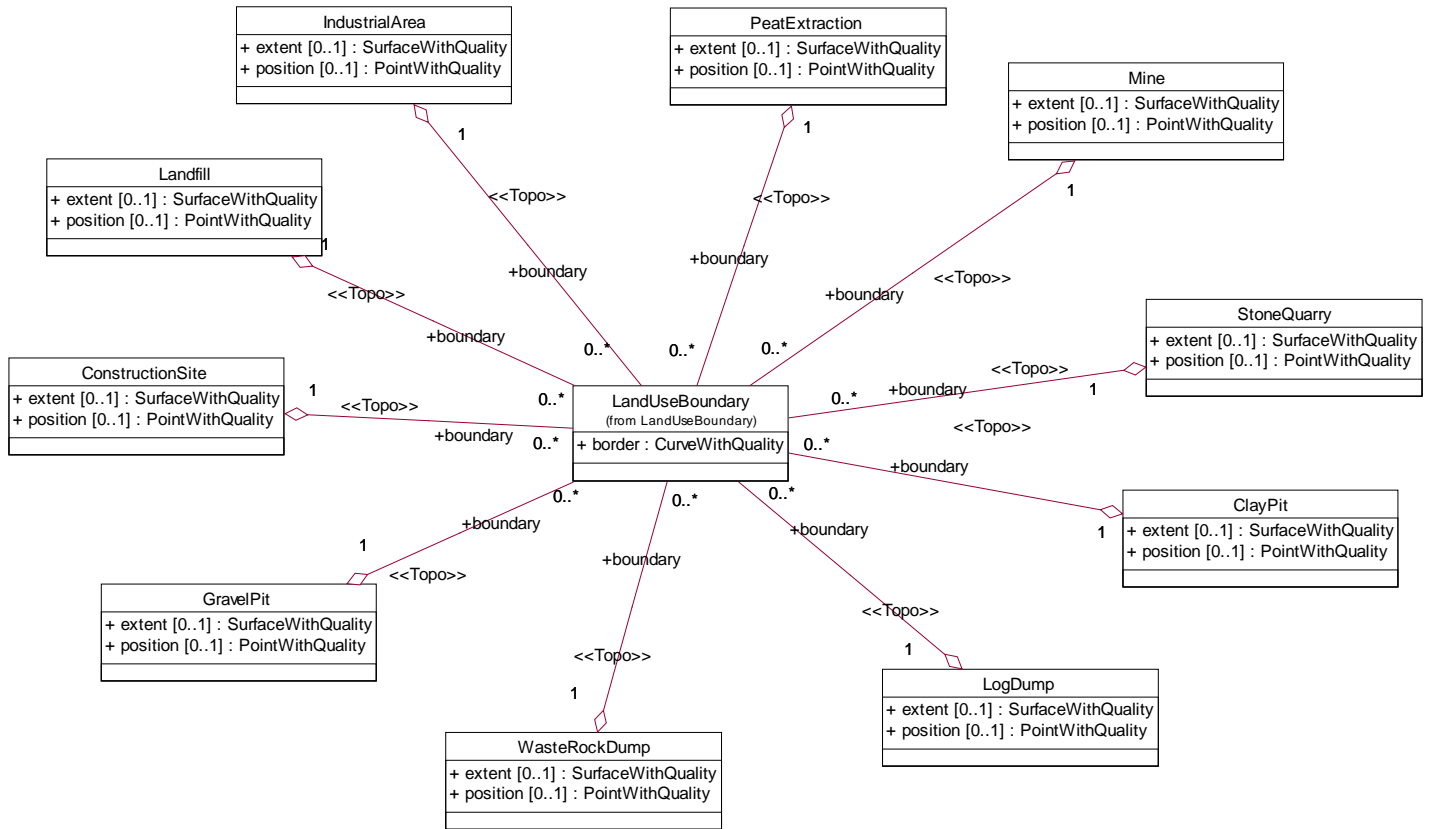 IndustrialArea
+ extent [0..1] : SurfaceWithQuality
+ position [0..1] : PointWithQuality
1
<<Topo>>
+boundary
0..*
PeatExtraction
+ extent [0..1] : SurfaceWithQuality
+ position [0..1] : PointWithQuality
1
<<Topo>>
+boundary
0..*
Mine
+ extent [0..1] : SurfaceWithQuality
+ position [0..1] : PointWithQuality
1
<<Topo>>
+boundary
0..*
Landfill
+ extent [0..1] : SurfaceWithQuality
+ position [0..1] : PointWithQuality
1
<<Topo>>
+boundary
0..*
StoneQuarry
+ extent [0..1] : SurfaceWithQuality
+ position [0..1] : PointWithQuality
1
<<Topo>>
+boundary
0..*
ConstructionSite
+ extent [0..1] : SurfaceWithQuality
+ position [0..1] : PointWithQuality
1
<<Topo>>
+boundary
0..*
LandUseBoundary
(from LandUseBoundary)
+ border : CurveWithQuality
<<Topo>>
0..*
+boundary
1
ClayPit
+ extent [0..1] : SurfaceWithQuality
+ position [0..1] : PointWithQuality
0..*
+boundary
1
<<Topo>>
GravelPit
+ extent [0..1] : SurfaceWithQuality
+ position [0..1] : PointWithQuality
0..*
+boundary
<<Topo>>
1
WasteRockDump
+ extent [0..1] : SurfaceWithQuality
+ position [0..1] : PointWithQuality
0..*
+boundary
<<Topo>>
1
LogDump
+ extent [0..1] : SurfaceWithQuality
+ position [0..1] : PointWithQuality